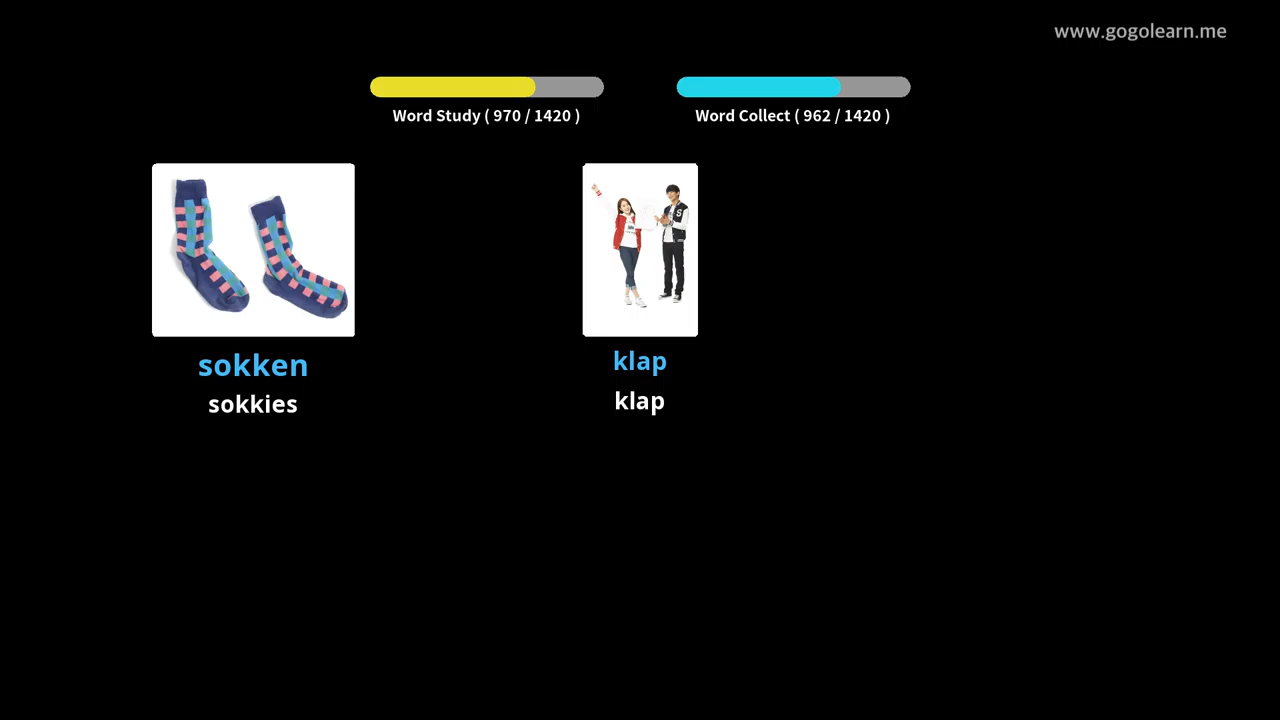 www.gogolearn.me
Word Study ( 970 / 1420 )
Word Collect ( 962 / 1420 )
sokken
sokkies
klap
klap